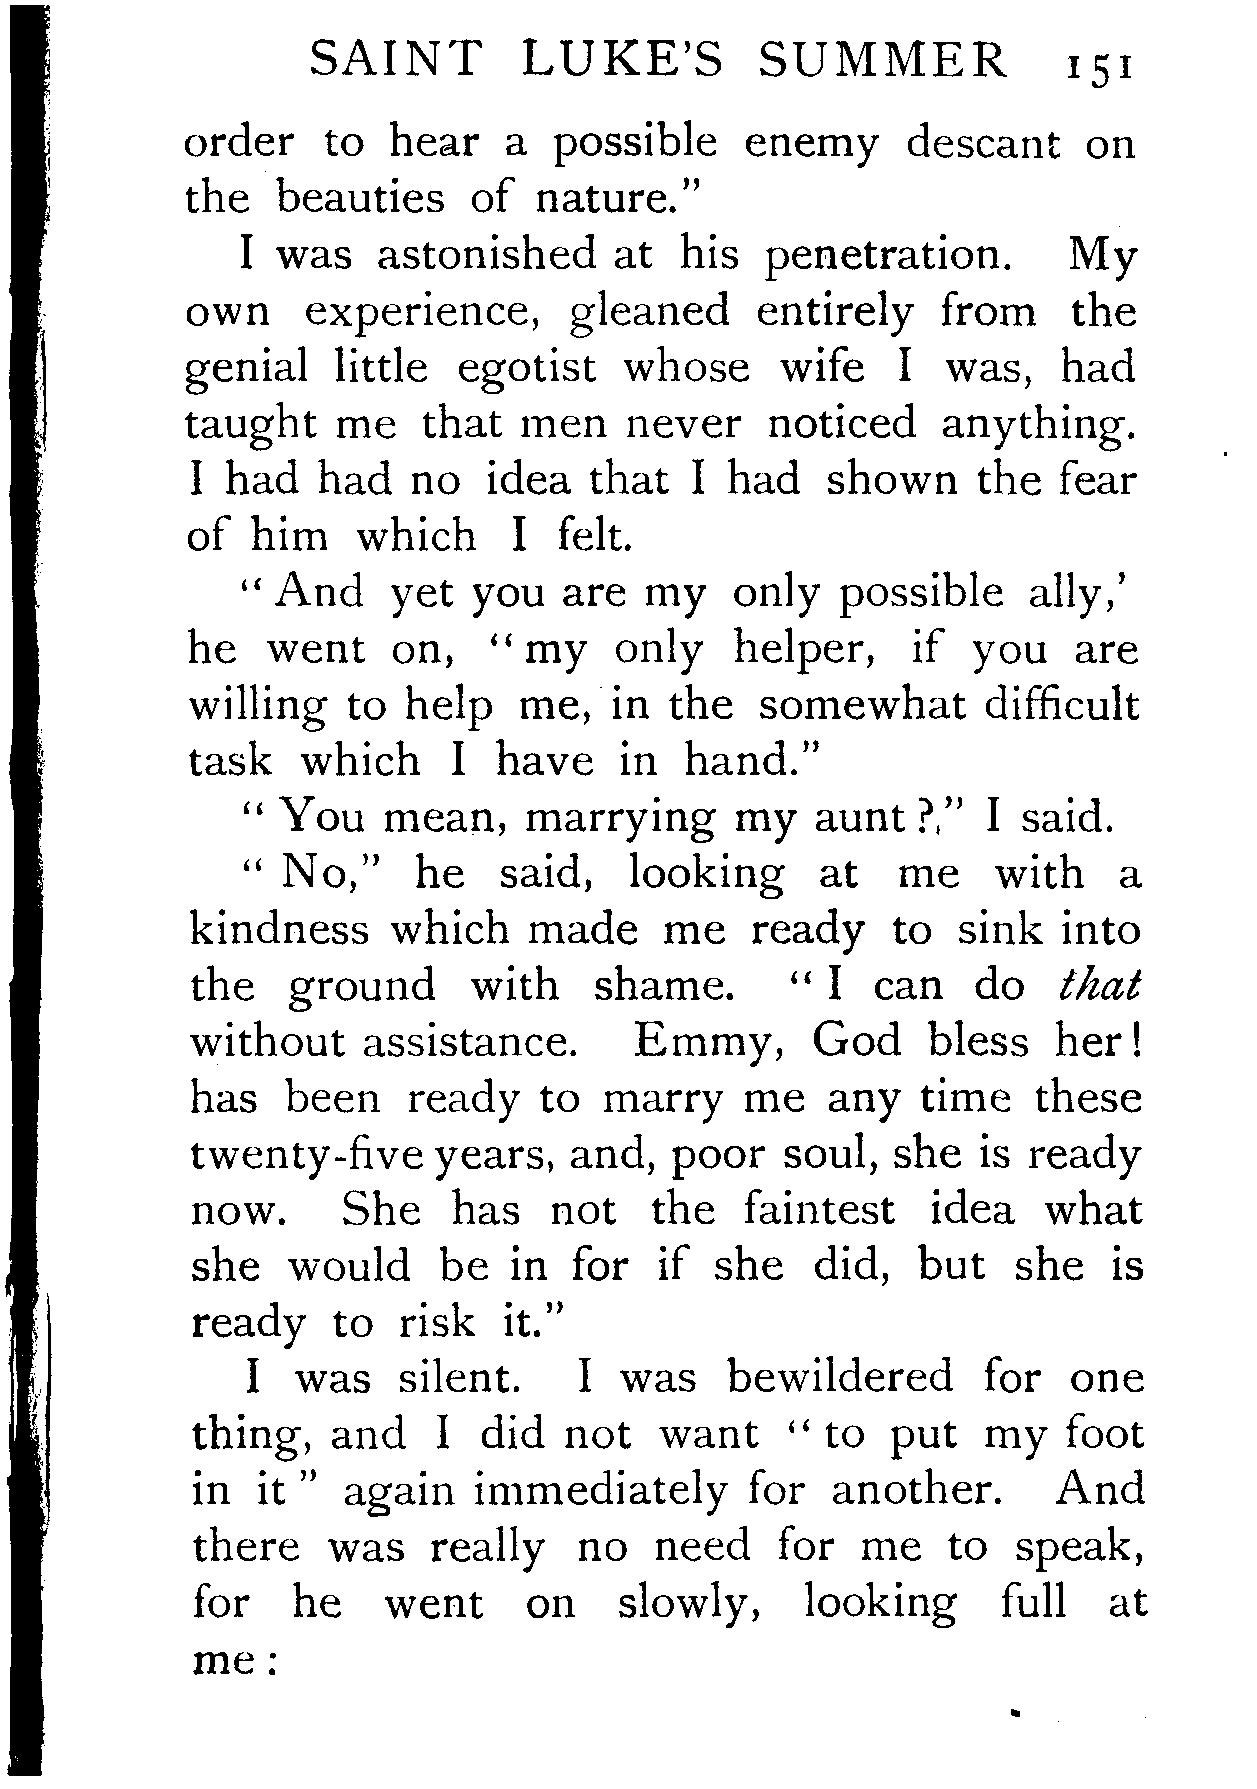 SAINT LUKE'S SUMMER 151
order to hear a possible enemy descant on
the beauties of nature."
I was astonished at his penetration. My
own experience, gleaned entirely from the
genial little egotist whose wife I was, had
taught me that men never noticed anything.
I had had no idea that I had shown the fear
of him which I felt.
" And yet you are my only possible ally,'
he went on, " my only helper, if you are
willing to help me, in the somewhat difficult
task which I have in hand."
" You mean, marrying my aunt ?," I said.
" No," he said, looking at me with a
kindness which made me ready to sink into
the ground with shame. " I can do that
without assistance. Emmy, God bless her!
has been ready to marry me any time these
twenty-five years, and, poor soul, she is ready
now. She has not the faintest idea what
she would be in for if she did, but she is
ready to risk it."
I was silent. I was bewildered for one
thing, and I did not want " to put my foot
in it " again immediately for another. And
there was really no need for me to speak,
for he went on slowly, looking full at
me :